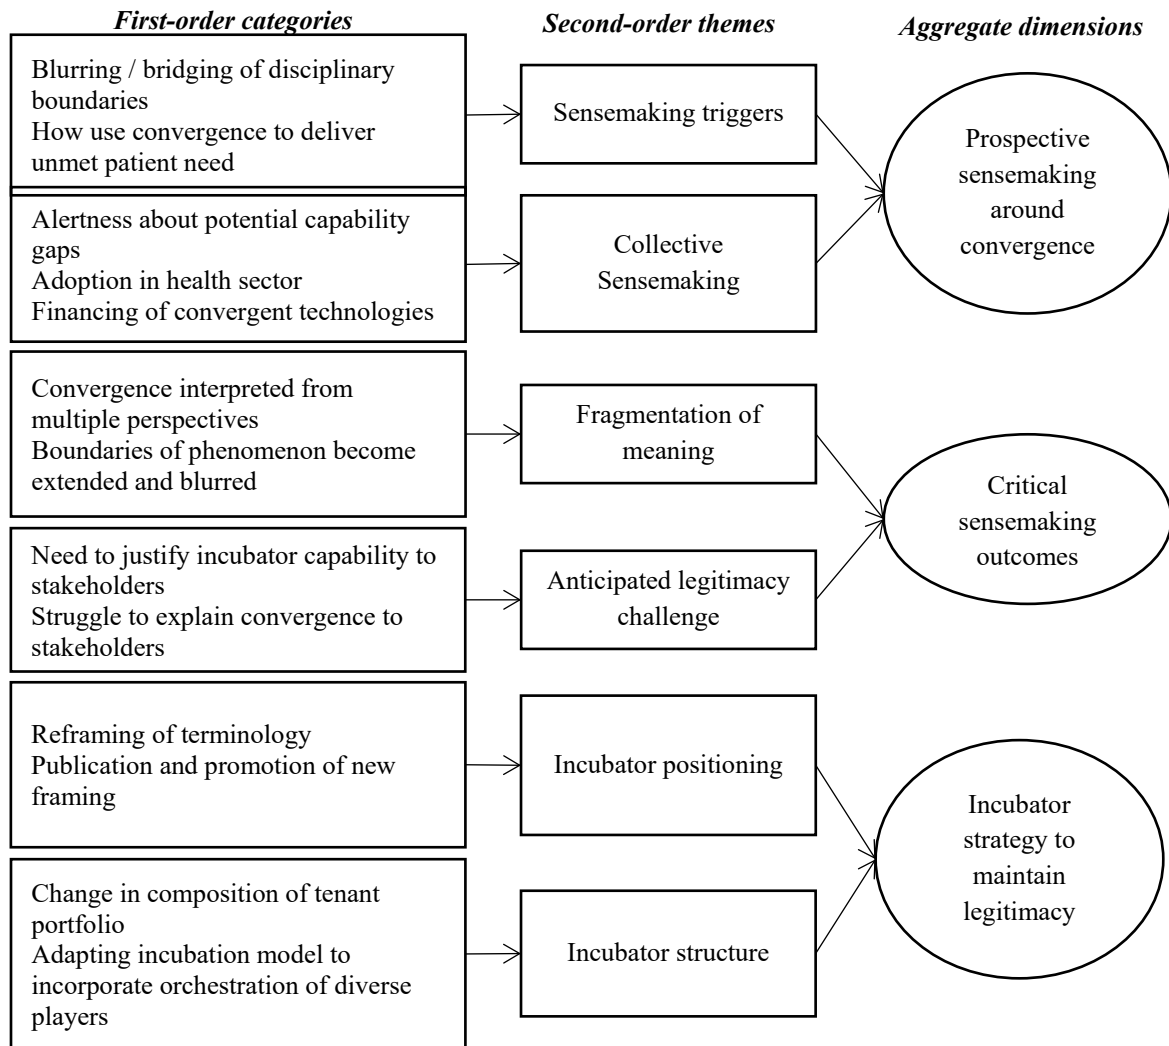 First-order categories
Second-order themes
Aggregate dimensions
Blurring / bridging of disciplinary
boundaries
How use convergence to deliver
unmet patient need
Sensemaking triggers
Prospective
sensemaking
around
convergence
Alertness about potential capability
gaps
Adoption in health sector
Financing of convergent technologies
Collective
Sensemaking
Convergence interpreted from
multiple perspectives
Boundaries of phenomenon become
extended and blurred
Fragmentation of
meaning
Critical
sensemaking
outcomes
Need to justify incubator capability to
stakeholders
Struggle to explain convergence to
stakeholders
Anticipated legitimacy
challenge
Reframing of terminology
Publication and promotion of new
framing
Incubator positioning
Incubator
strategy to
maintain
legitimacy
Change in composition of tenant
portfolio
Adapting incubation model to
incorporate orchestration of diverse
players
Incubator structure